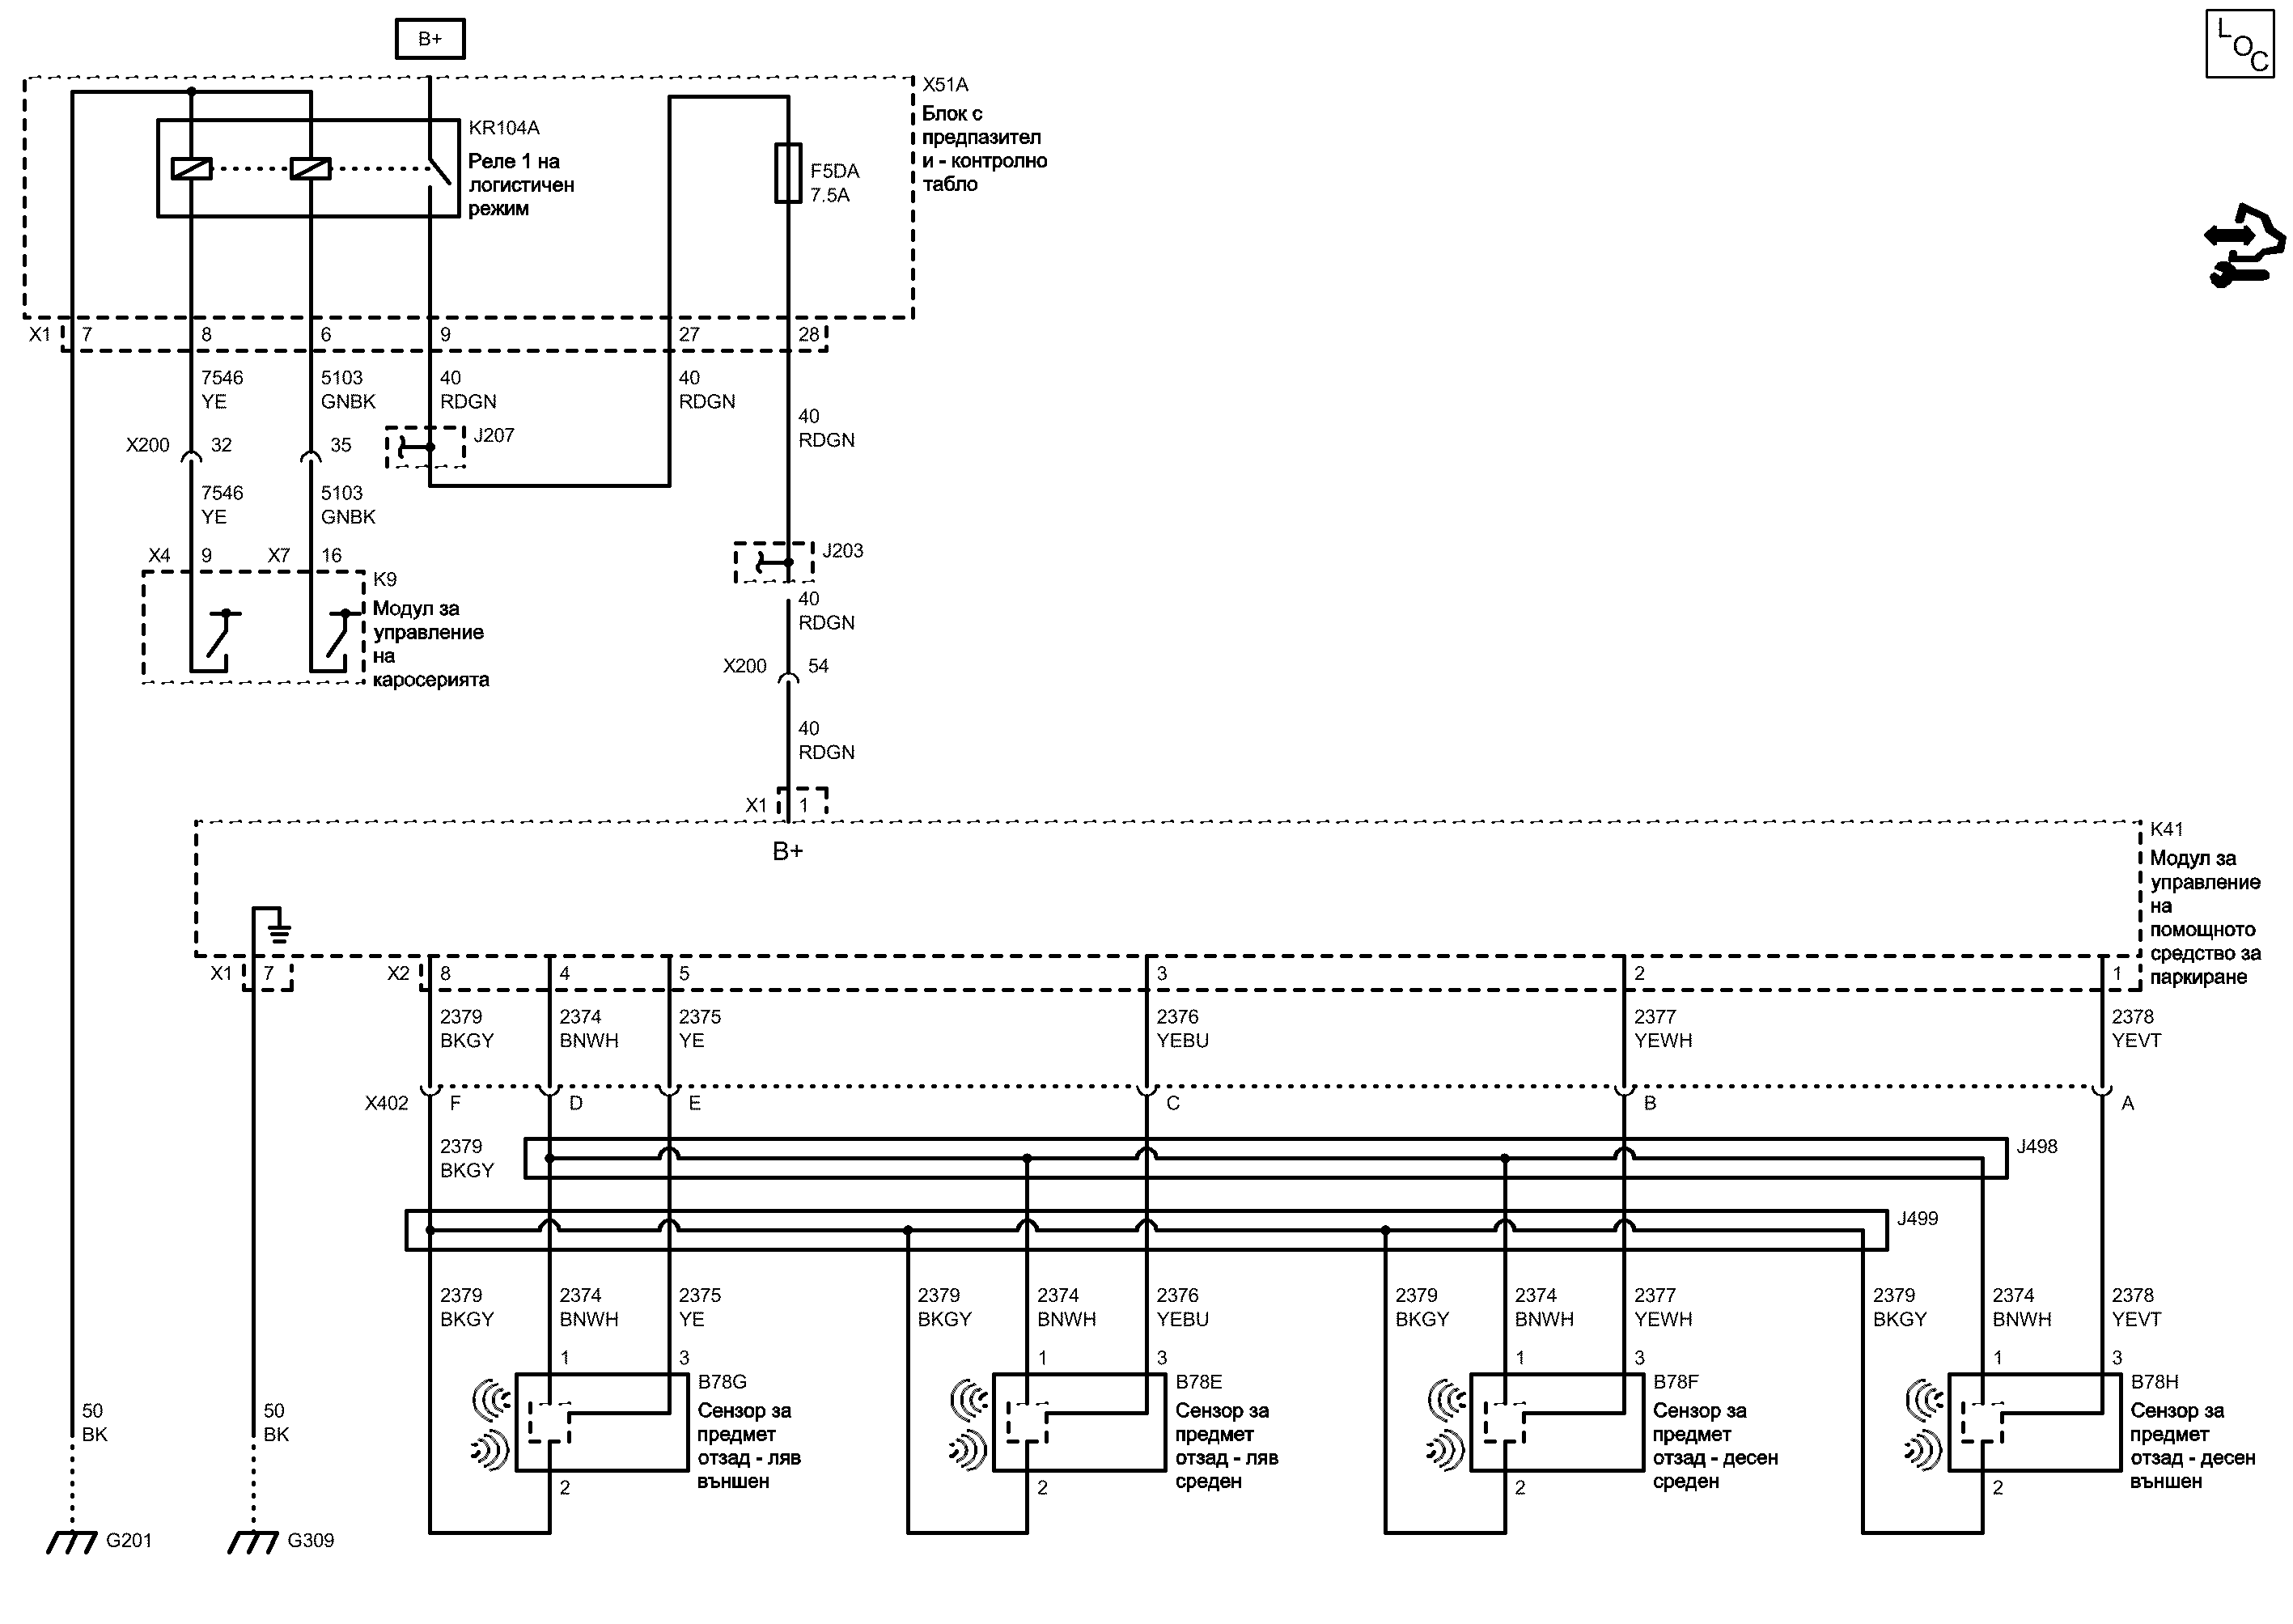 B+
LOC
X51A
Блок с
предпазител
и - контролно
табло
KR104A
Реле 1 на
логистичен
режим
F5DA
7.5A
X1 7 8 6 9 27 28
7546 5103 40 40
YE GNBK RDGN RDGN
40
RDGN
J207
X200 32 35
7546 5103
YE GNBK
X4 9 X7 16
K9
Модул за
управление
на
каросерията
J203
40
RDGN
X200 54
40
RDGN
X1 1
B+
K41
Модул за
управление
на
помощното
средство за
паркиране
X1 7 X2 8 4 5 3 2 1
2379 2374 2375 2376 2377 2378
BKGY BNWH YE YEBU YEWH YEVT
X402 F D E C B A
2379
BKGY
J498
J499
2379 2374 2375 2379 2374 2376 2379 2374 2377 2379 2374 2378
BKGY BNWH YE BKGY BNWH YEBU BKGY BNWH YEWH BKGY BNWH YEVT
1 3 1 3 1 3 1 3
B78G
Сензор за
предмет
отзад - ляв
външен
B78E
Сензор за
предмет
отзад - ляв
среден
B78F
Сензор за
предмет
отзад - десен
среден
B78H
Сензор за
предмет
отзад - десен
външен
2 2 2 2
50 50
BK BK
G201 G309